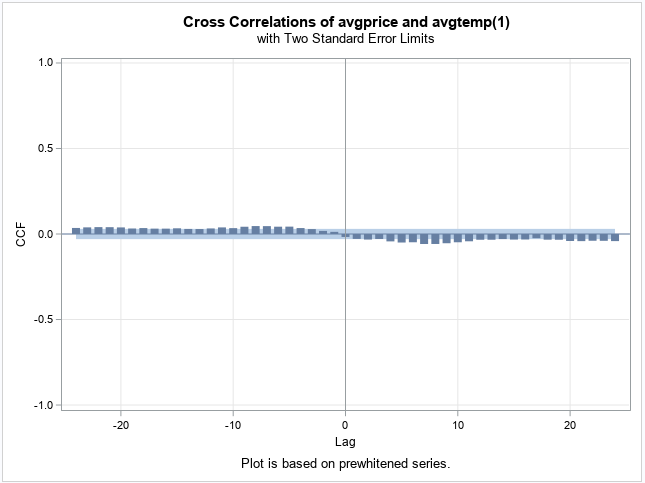 Cross Correlations of avgprice and avgtemp(1)
with Two Standard Error Limits
1.0
0.5
0.0
-0.5
-1.0
CCF
-20 -10 0 10 20
Lag
Plot is based on prewhitened series.